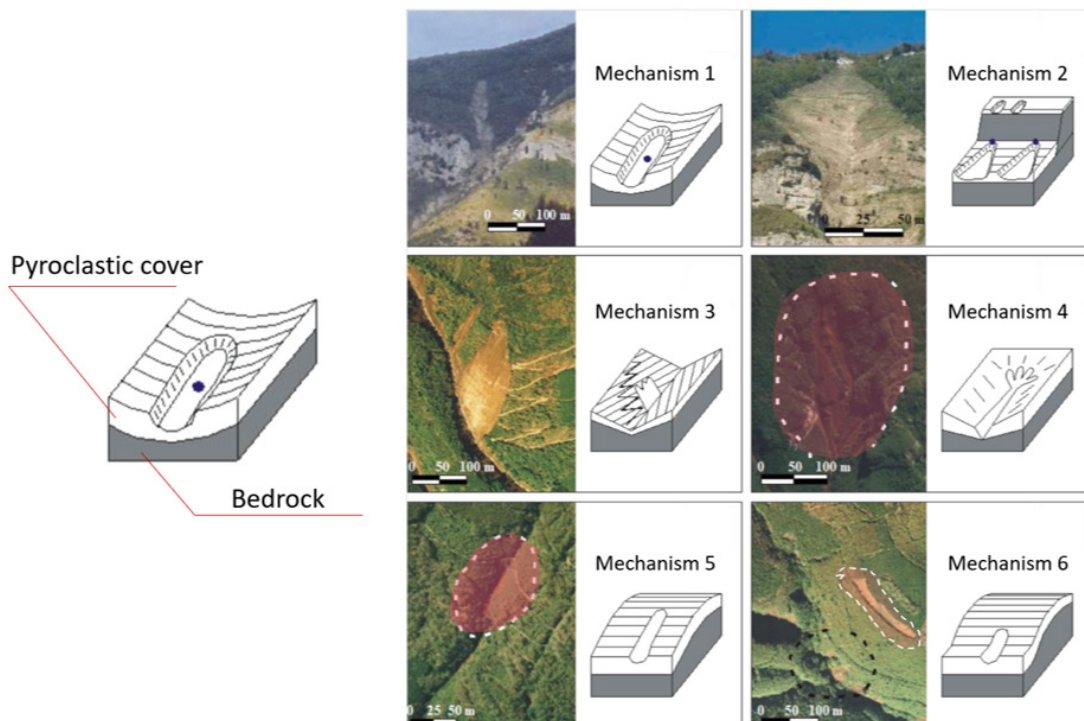 Pyroclastic cover
Bedrock
Mechanism 1
0 50 100 m
Mechanism 2
0 25 50 m
Mechanism 3
0 50 100 m
Mechanism 4
0 50 100 m
Mechanism 5
0 25 50 m
Mechanism 6
0 50 100 m